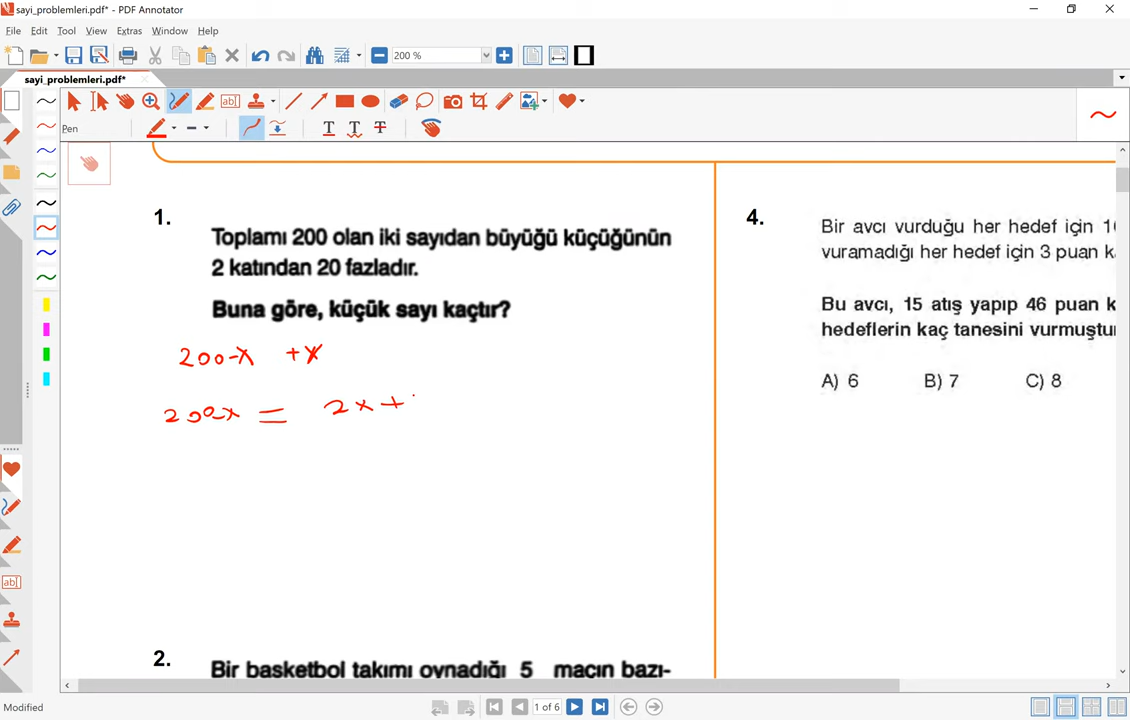 sayi_problemleri.pdf* - PDF Annotator
File Edit Tool View Extras Window Help
200 %
sayi_problemleri.pdf*
Pen
1.
Toplamı 200 olan iki sayıdan büyüğü küçüğünün
2 katından 20 fazladır.
Buna göre, küçük sayı kaçtır?
200-x +x
200-x = 2x+
2.
Bir basketbol takımı oynadığı 5 maçın bazı-
4.
Bir avcı vurduğu her hedef için 1
vuramadığı her hedef için 3 puan k
Bu avcı, 15 atış yapıp 46 puan k
hedeflerin kaç tanesini vurmuştu
A) 6 B) 7 C) 8
Modified
1 of 6